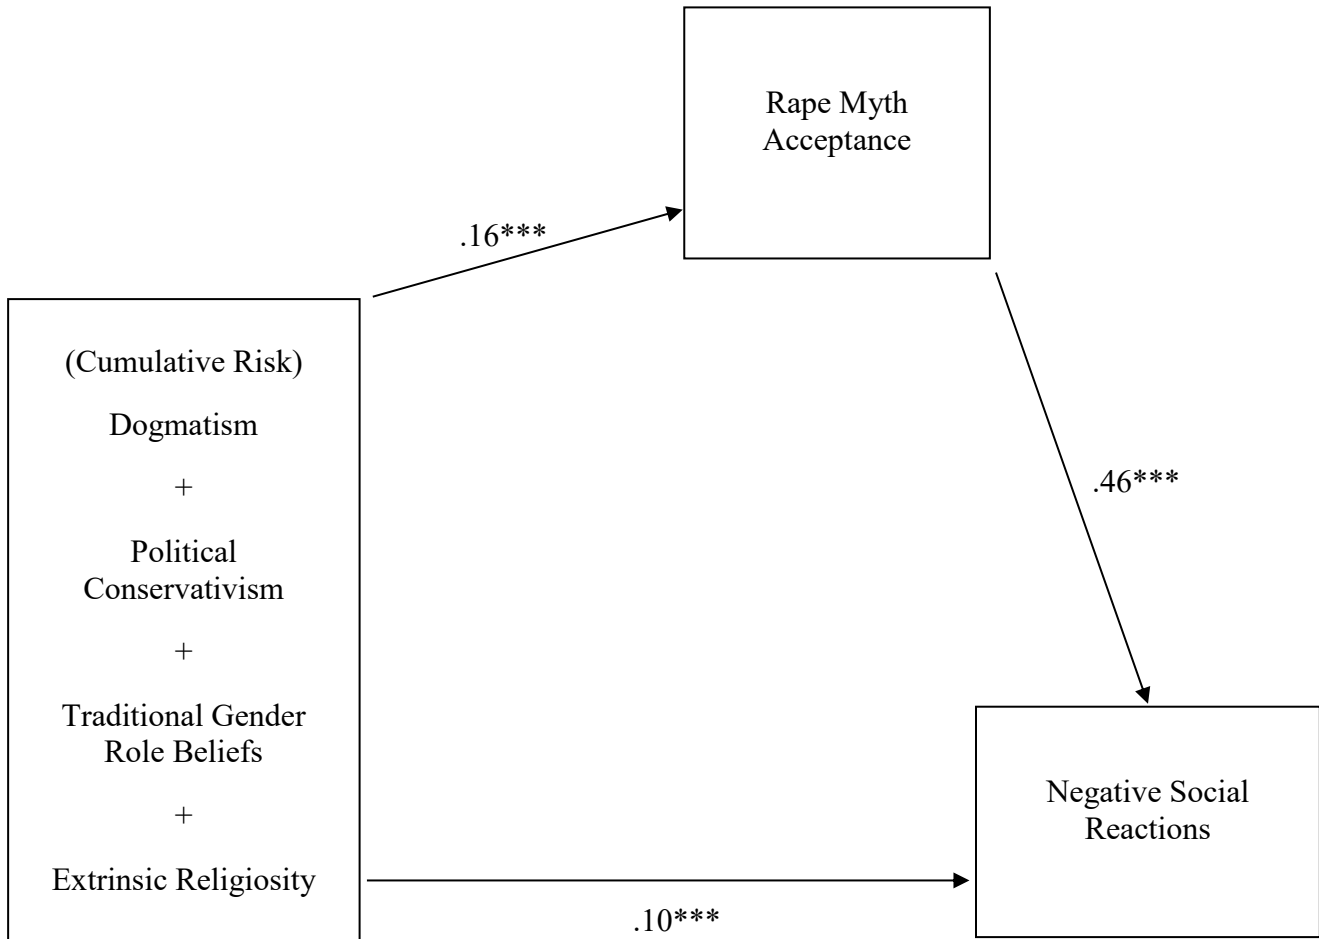 Rape Myth
Acceptance
.16***
(Cumulative Risk)
Dogmatism
+
Political
Conservativism
+
Traditional Gender
Role Beliefs
+
Extrinsic Religiosity
.46***
Negative Social
Reactions
.10***